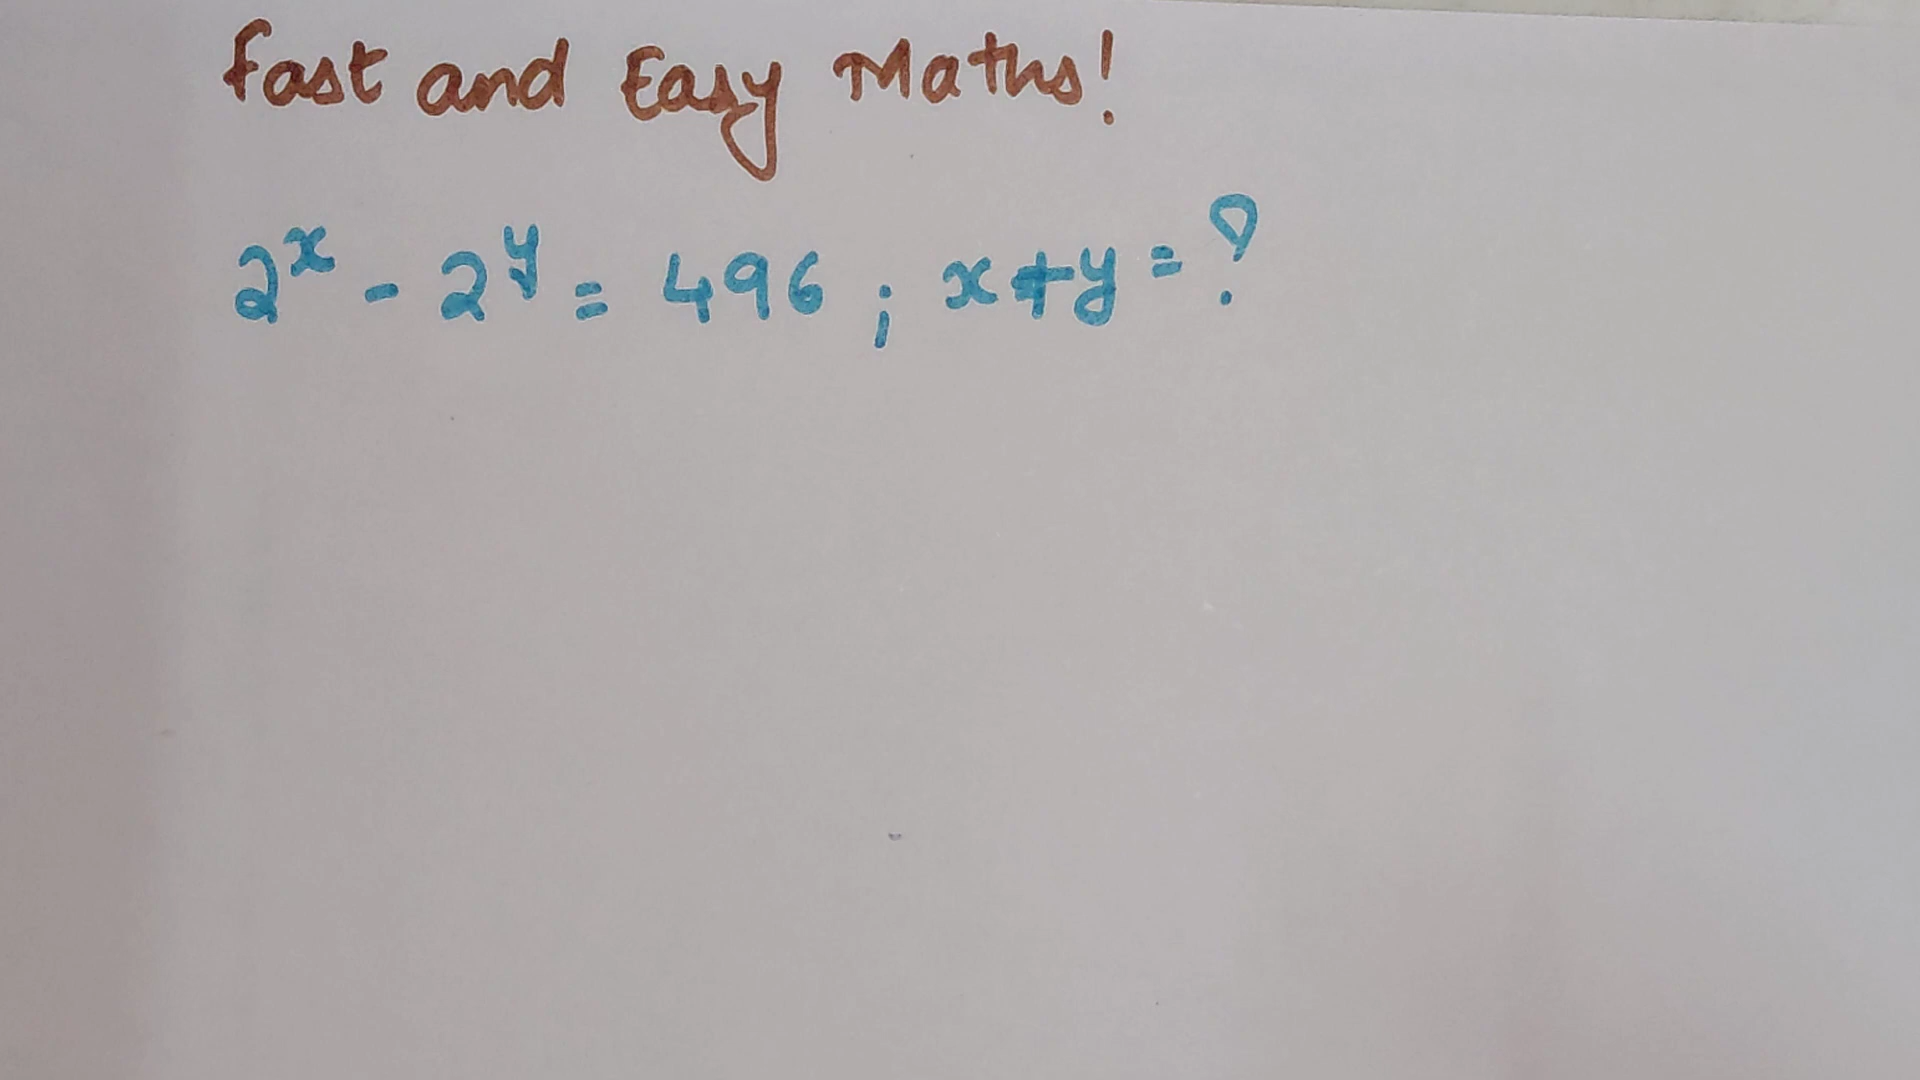 Fast and Easy Maths!
2^x - 2^y = 496 ; x+y = ?